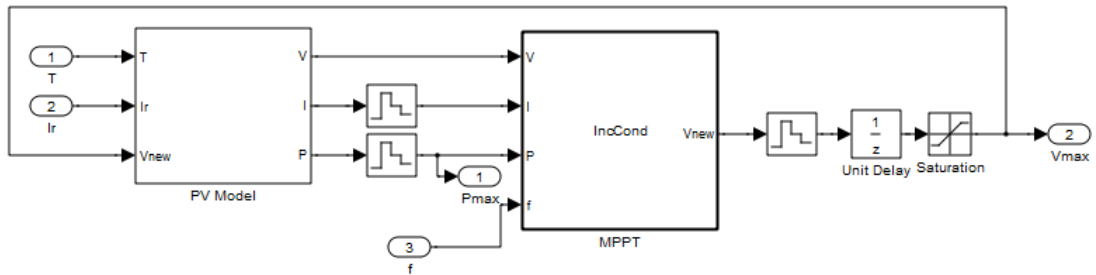 1
T
2
Ir
T
Ir
Vnew
V
I
P
PV Model
1
Pmax
3
f
V
I
P
f
IncCond
Vnew
MPPT
1
z
Unit Delay
Saturation
2
Vmax